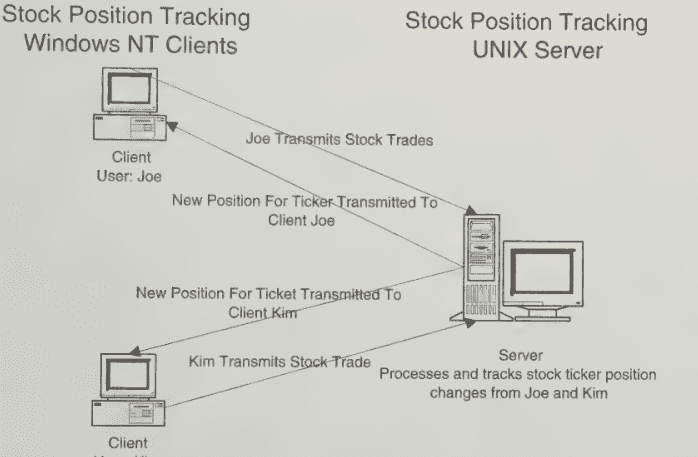 Stock Position Tracking
Windows NT Clients
Stock Position Tracking
UNIX Server
Joe Transmits Stock Trades
Client
User: Joe
New Position For Ticker Transmitted To
Client Joe
New Position For Ticket Transmitted To
Client Kim
Kim Transmits Stock Trade
Server
Processes and tracks stock ticker position
changes from Joe and Kim
Client